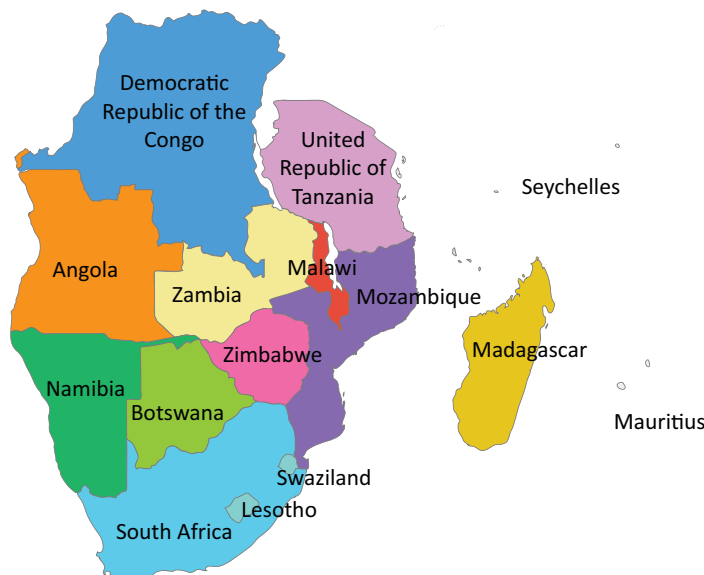 Democratic
Republic of the
Congo
United
Republic of
Tanzania
Seychelles
Angola
Malawi
Zambia
Mozambique
Zimbabwe
Madagascar
Namibia
Botswana
Mauritius
Swaziland
Lesotho
South Africa